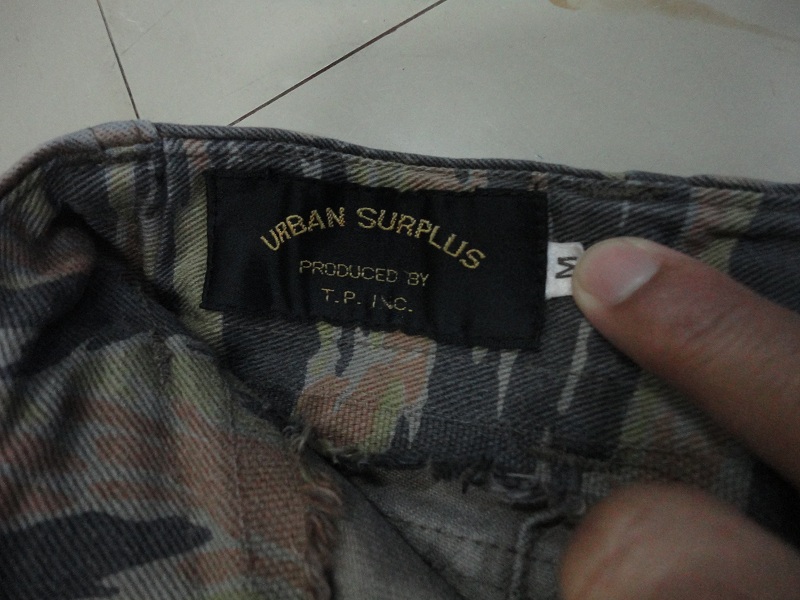 URBAN SURPLUS
PRODUCED BY
T.P. INC.
M